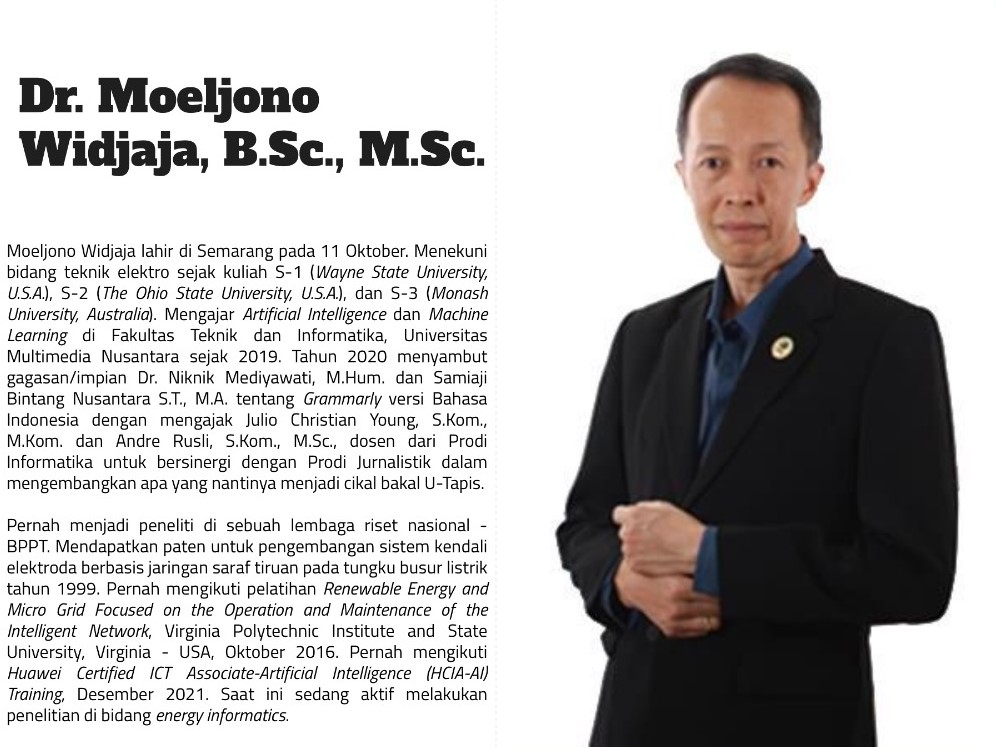 Dr. Moeljono
Widjaja, B.Sc., M.Sc.
Moeljono Widjaja lahir di Semarang pada 11 Oktober. Menekuni
bidang teknik elektro sejak kuliah S-1 (Wayne State University,
U.S.A.), S-2 (The Ohio State University, U.S.A.), dan S-3 (Monash
University, Australia). Mengajar Artificial Intelligence dan Machine
Learning di Fakultas Teknik dan Informatika, Universitas
Multimedia Nusantara sejak 2019. Tahun 2020 menyambut
gagasan/impian Dr. Niknik Mediyawati, M.Hum. dan Samiaji
Bintang Nusantara S.T., M.A. tentang Grammarly versi Bahasa
Indonesia dengan mengajak Julio Christian Young, S.Kom.,
M.Kom. dan Andre Rusli, S.Kom., M.Sc., dosen dari Prodi
Informatika untuk bersinergi dengan Prodi Jurnalistik dalam
mengembangkan apa yang nantinya menjadi cikal bakal U-Tapis.
Pernah menjadi peneliti di sebuah lembaga riset nasional -
BPPT. Mendapatkan paten untuk pengembangan sistem kendali
elektroda berbasis jaringan saraf tiruan pada tungku busur listrik
tahun 1999. Pernah mengikuti pelatihan Renewable Energy and
Micro Grid Focused on the Operation and Maintenance of the
Intelligent Network, Virginia Polytechnic Institute and State
University, Virginia - USA, Oktober 2016. Pernah mengikuti
Huawei Certified ICT Associate-Artificial Intelligence (HCIA-AI)
Training, Desember 2021. Saat ini sedang aktif melakukan
penelitian di bidang energy informatics.